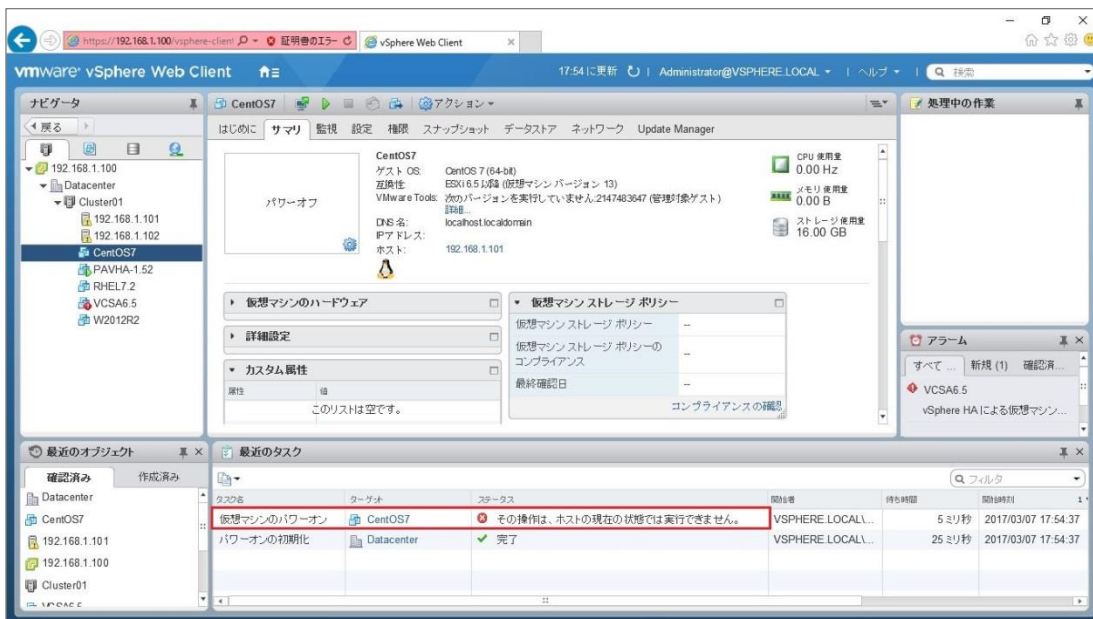 https://192.168.1.100/vsphere-client
証明書のエラー
vSphere Web Client
vmware® vSphere Web Client
17:54に更新
Administrator@VSPHERE.LOCAL
ヘルプ
検索
ナビゲータ
戻る
192.168.1.100
Datacenter
Cluster01
192.168.1.101
192.168.1.102
CentOS7
PAVHA-1.52
RHEL7.2
VCSA6.5
W2012R2
CentOS7
アクション
はじめに サマリ 監視 設定 権限 スナップショット データストア ネットワーク Update Manager
パワーオフ
CentOS7
ゲスト OS: CentOS 7 (64-bit)
互換性: ESXi 6.5 以降 (仮想マシン バージョン 13)
VMware Tools: 次のバージョンを実行していません:2147483647 (管理対象ゲスト)
詳細...
DNS 名: localhost.localdomain
IP アドレス:
ホスト: 192.168.1.101
CPU 使用量
0.00 Hz
メモリ使用量
0.00 B
ストレージ使用量
16.00 GB
仮想マシンのハードウェア
詳細設定
カスタム属性
属性 値
このリストは空です。
仮想マシン ストレージ ポリシー
仮想マシン ストレージ ポリシー --
仮想マシン ストレージ ポリシーのコンプライアンス --
最終確認日 --
コンプライアンスの確認
処理中の作業
アラーム
すべて ... 新規 (1) 確認済...
VCSA6.5
vSphere HA による仮想マシン...
最近のオブジェクト
確認済み 作成済み
Datacenter
CentOS7
192.168.1.101
192.168.1.100
Cluster01
最近のタスク
フィルタ
タスク名 ターゲット ステータス 開始者 待ち時間 開始時刻
仮想マシンのパワーオン CentOS7 その操作は、ホストの現在の状態では実行できません。 VSPHERE.LOCAL\... 5 ミリ秒 2017/03/07 17:54:37
パワーオンの初期化 Datacenter 完了 VSPHERE.LOCAL\... 25 ミリ秒 2017/03/07 17:54:37